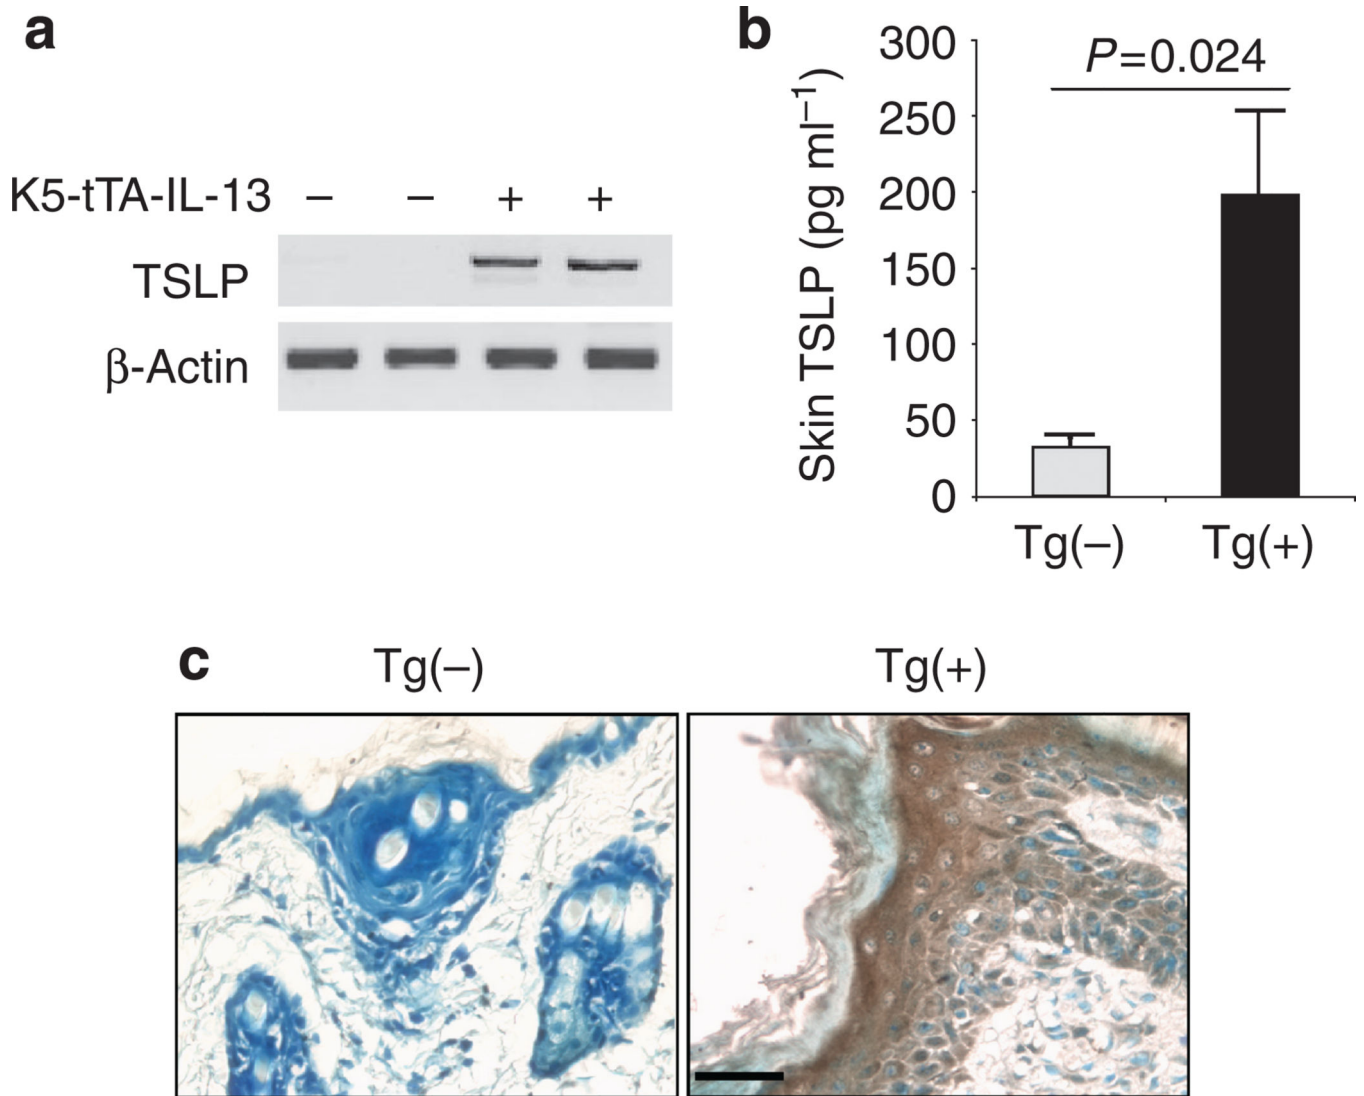 a
K5-tTA-IL-13 – – + +
TSLP
β-Actin
b
300
250
200
150
100
50
0
Skin TSLP (pg ml⁻¹)
P=0.024
Tg(–) Tg(+)
c
Tg(–) Tg(+)